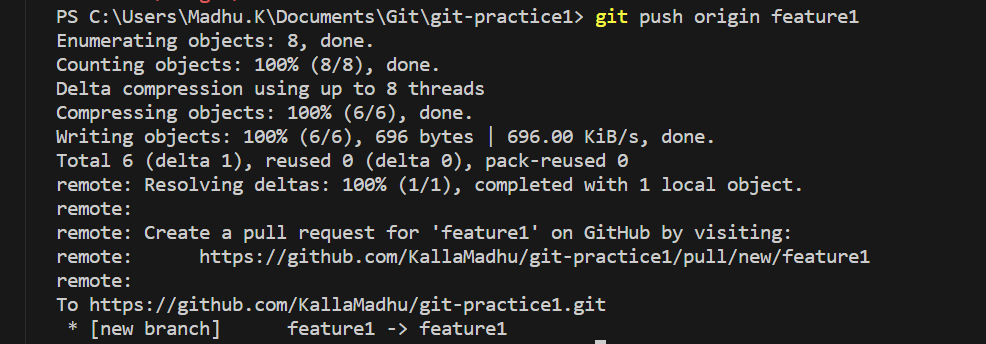 PS C:\Users\Madhu.K\Documents\Git\git-practice1> git push origin feature1
Enumerating objects: 8, done.
Counting objects: 100% (8/8), done.
Delta compression using up to 8 threads
Compressing objects: 100% (6/6), done.
Writing objects: 100% (6/6), 696 bytes | 696.00 KiB/s, done.
Total 6 (delta 1), reused 0 (delta 0), pack-reused 0
remote: Resolving deltas: 100% (1/1), completed with 1 local object.
remote:
remote: Create a pull request for 'feature1' on GitHub by visiting:
remote:      https://github.com/KallaMadhu/git-practice1/pull/new/feature1
remote:
To https://github.com/KallaMadhu/git-practice1.git
 * [new branch]      feature1 -> feature1